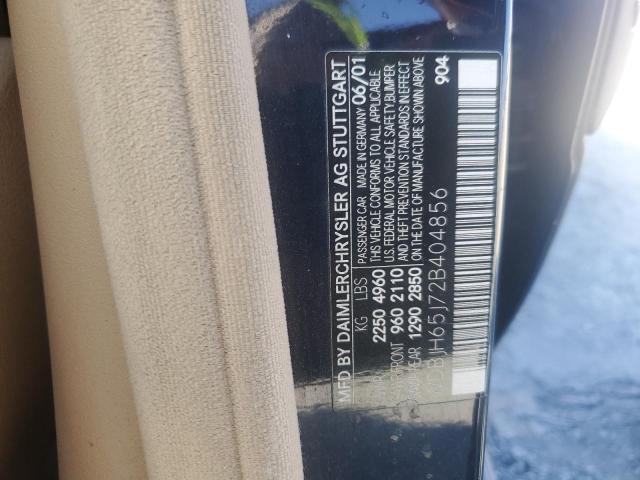 MFD BY DAIMLERCHRYSLER AG STUTTGART
KG LBS PASSENGER CAR MADE IN GERMANY 06/01
2250 4960 THIS VEHICLE CONFORMS TO ALL APPLICABLE
FRONT 960 2110 U.S. FEDERAL MOTOR VEHICLE SAFETY, BUMPER,
AND THEFT PREVENTION STANDARDS IN EFFECT
REAR 1290 2850 ON THE DATE OF MANUFACTURE SHOWN ABOVE
JH65J72B404856
904